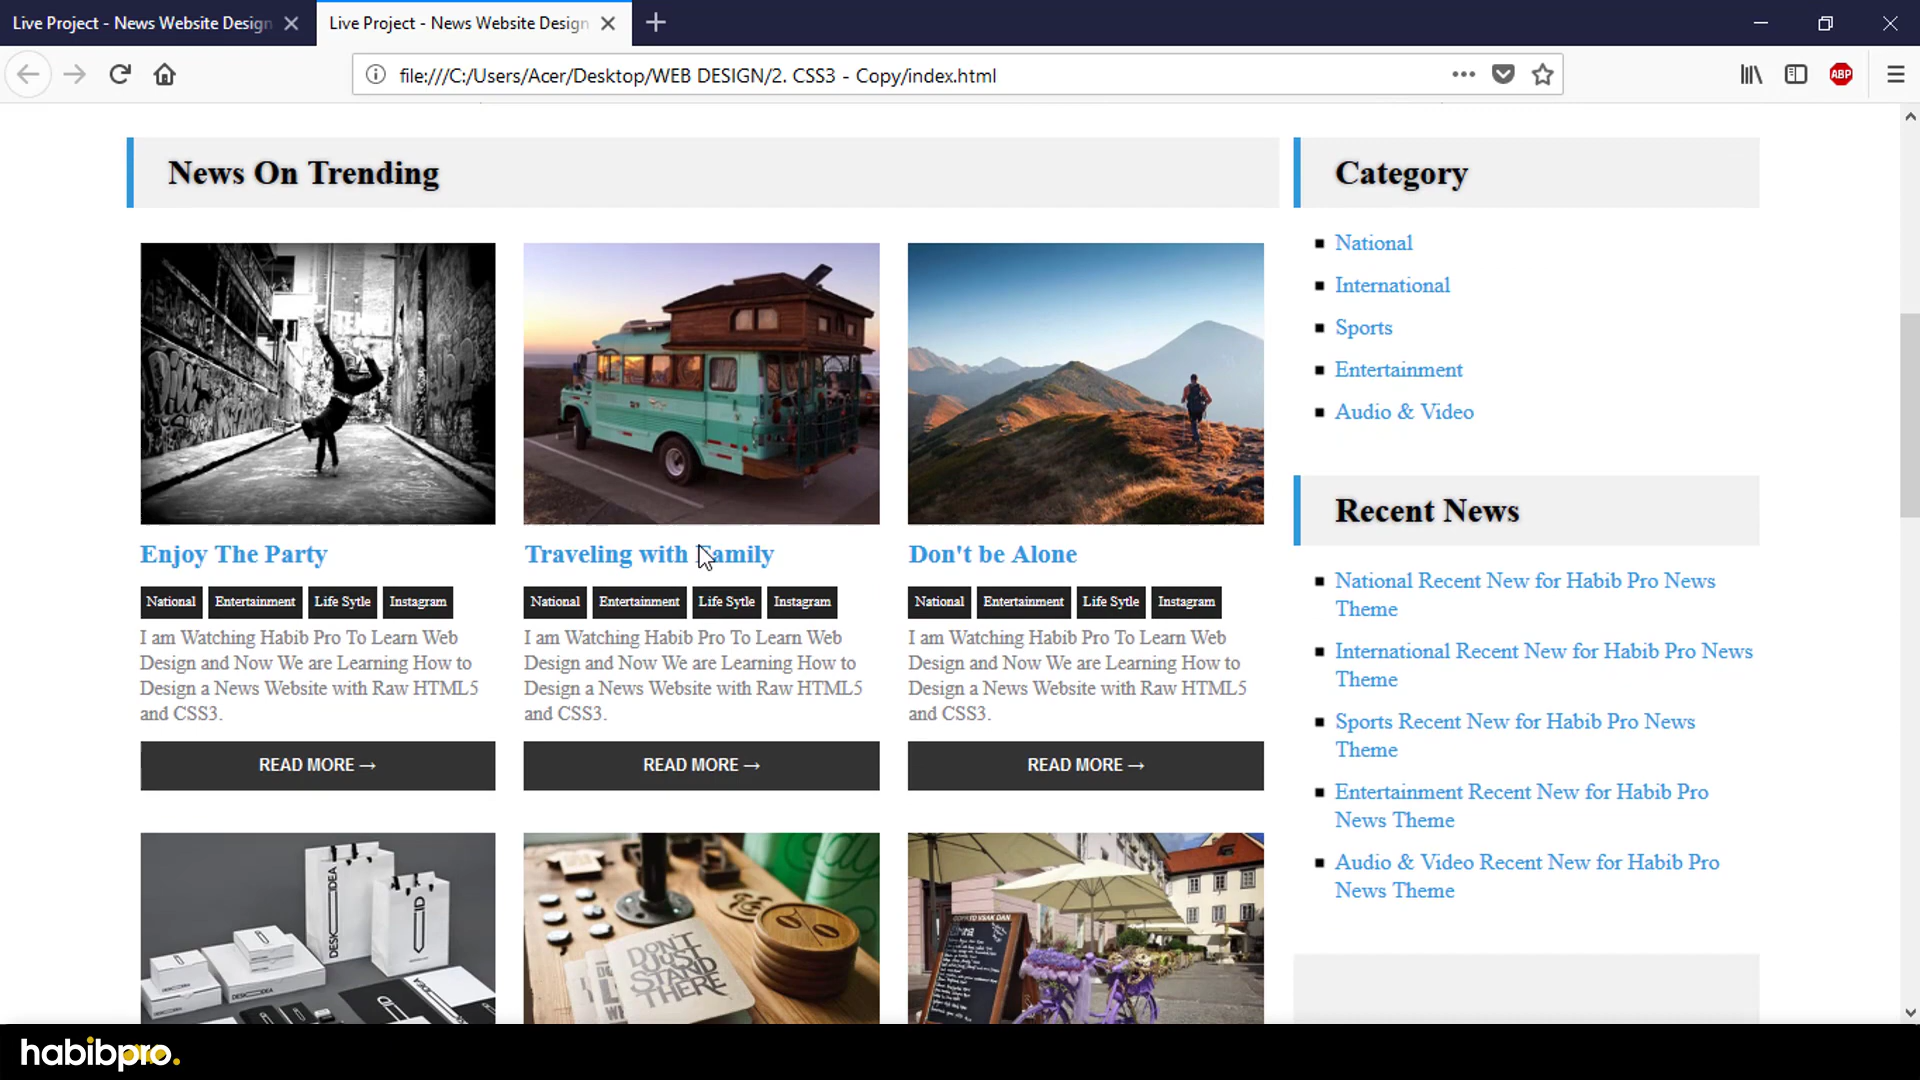 Live Project - News Website Design
Live Project - News Website Design
file:///C:/Users/Acer/Desktop/WEB DESIGN/2. CSS3 - Copy/index.html
ABP
News On Trending
Category
National
International
Sports
Entertainment
Audio & Video
Enjoy The Party
Traveling with Family
Don't be Alone
National Entertainment Life Sytle Instagram
National Entertainment Life Sytle Instagram
National Entertainment Life Sytle Instagram
I am Watching Habib Pro To Learn Web
Design and Now We are Learning How to
Design a News Website with Raw HTML5
and CSS3.
I am Watching Habib Pro To Learn Web
Design and Now We are Learning How to
Design a News Website with Raw HTML5
and CSS3.
I am Watching Habib Pro To Learn Web
Design and Now We are Learning How to
Design a News Website with Raw HTML5
and CSS3.
READ MORE →
READ MORE →
READ MORE →
Recent News
National Recent New for Habib Pro News
Theme
International Recent New for Habib Pro News
Theme
Sports Recent New for Habib Pro News
Theme
Entertainment Recent New for Habib Pro
News Theme
Audio & Video Recent New for Habib Pro
News Theme
DESK IDEA
DESK IDEA
DON'T
JUST
STAND
THERE
habibpro.